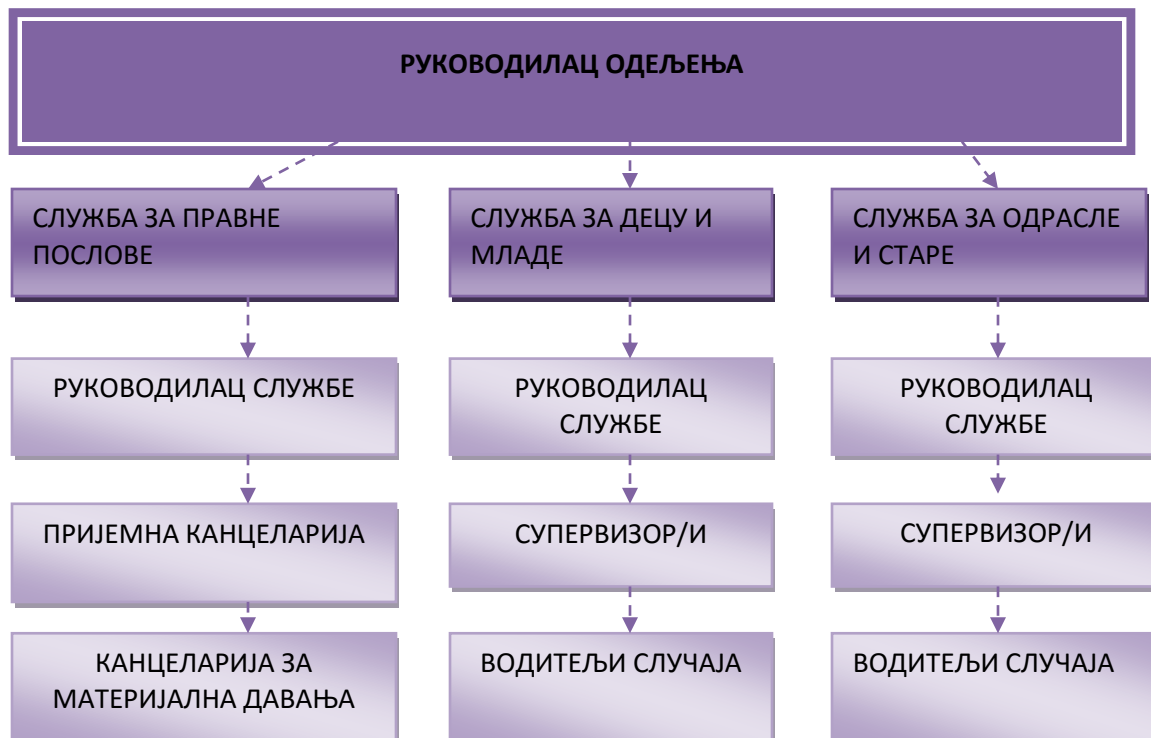 РУКОВОДИЛАЦ ОДЕЉЕЊА
СЛУЖБА ЗА ПРАВНЕ
ПОСЛОВЕ
СЛУЖБА ЗА ДЕЦУ И
МЛАДЕ
СЛУЖБА ЗА ОДРАСЛЕ
И СТАРЕ
РУКОВОДИЛАЦ СЛУЖБЕ
РУКОВОДИЛАЦ
СЛУЖБЕ
РУКОВОДИЛАЦ
СЛУЖБЕ
ПРИЈЕМНА КАНЦЕЛАРИЈА
СУПЕРВИЗОР/И
СУПЕРВИЗОР/И
КАНЦЕЛАРИЈА ЗА
МАТЕРИЈАЛНА ДАВАЊА
ВОДИТЕЉИ СЛУЧАЈА
ВОДИТЕЉИ СЛУЧАЈА